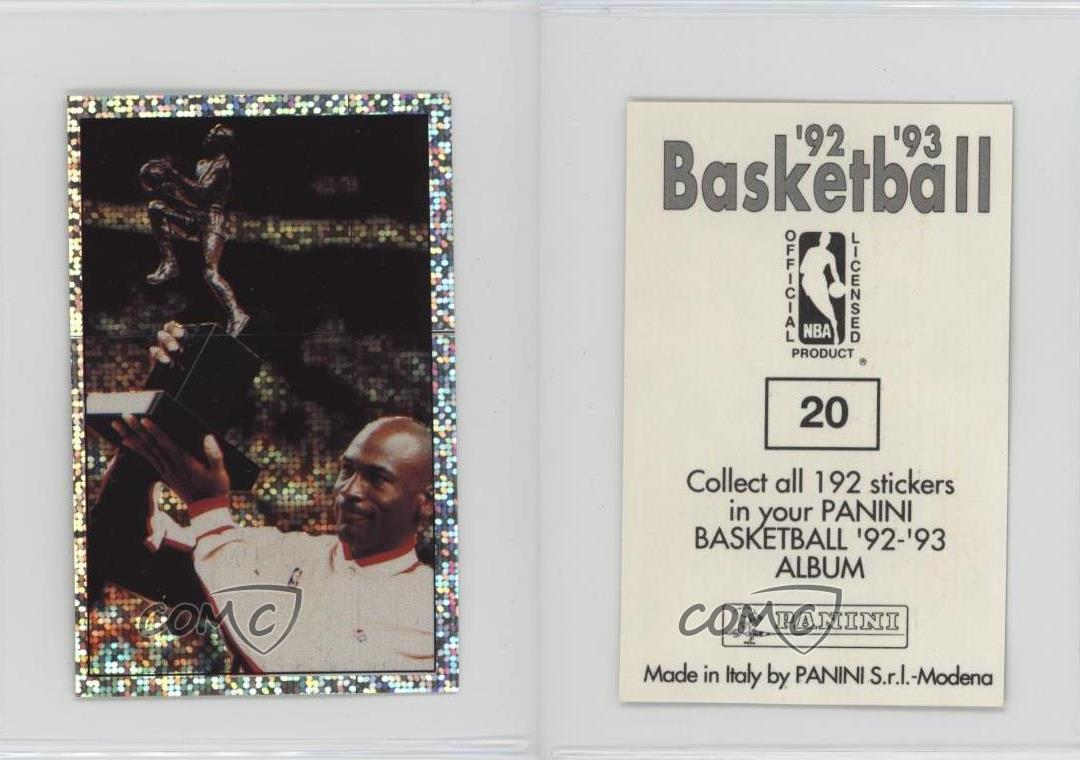 '92 '93
Basketball
OFFICIAL
LICENSED
NBA
PRODUCT ®
20
Collect all 192 stickers
in your PANINI
BASKETBALL '92-'93
ALBUM
PANINI
Made in Italy by PANINI S.r.l.-Modena
COMC
COMC